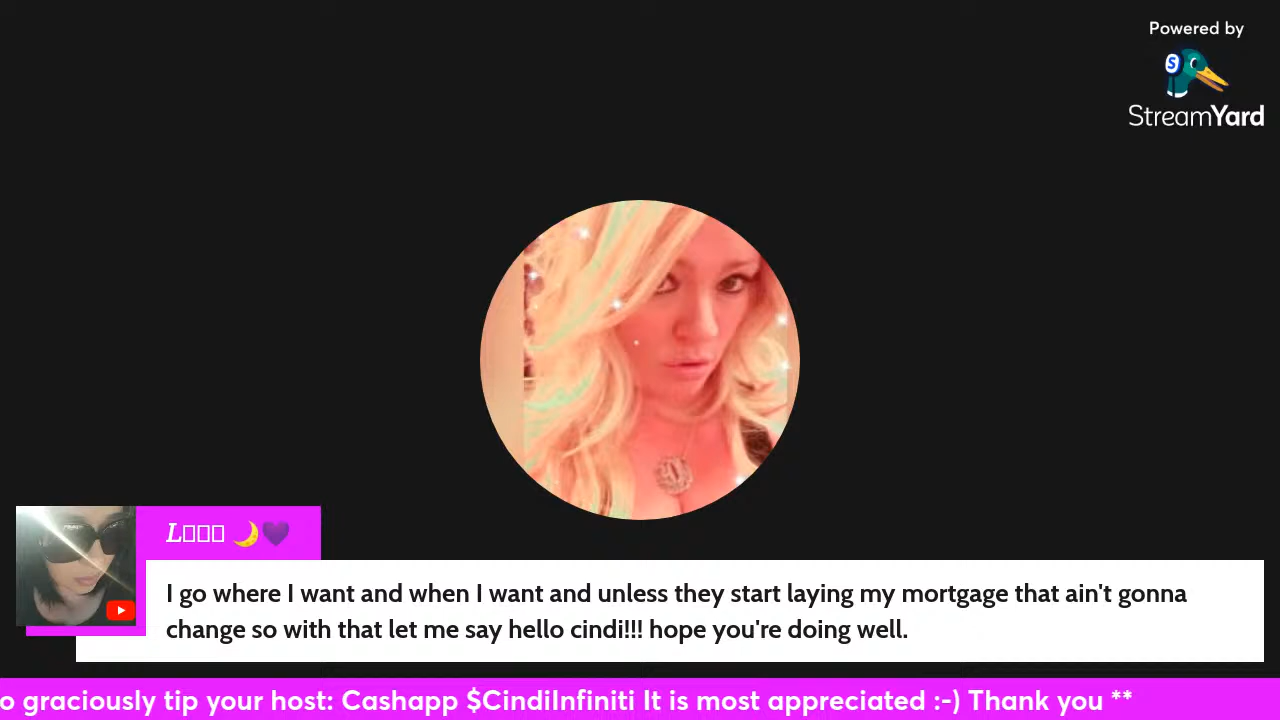 Powered by
StreamYard
L▯▯▯ 🌙💜
I go where I want and when I want and unless they start laying my mortgage that ain't gonna
change so with that let me say hello cindi!!! hope you're doing well.
o graciously tip your host: Cashapp $CindiInfiniti It is most appreciated :-) Thank you **